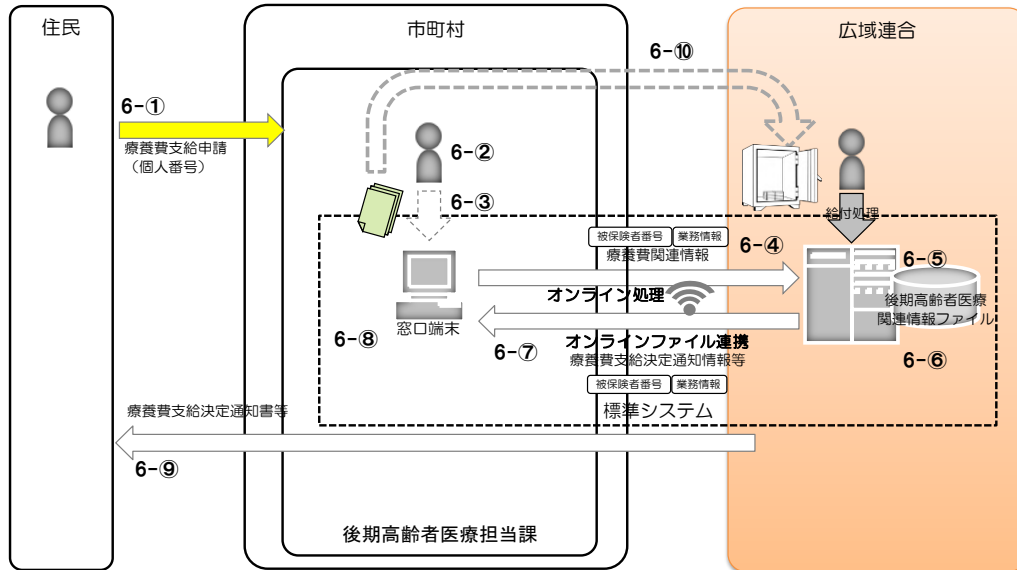 住民
市町村
広域連合
6-⑩
6-①
療養費支給申請
（個人番号）
6-②
6-③
給付処理
被保険者番号
業務情報
6-④
療養費関連情報
6-⑤
オンライン処理
後期高齢者医療
関連情報ファイル
窓口端末
6-⑧
6-⑦
オンラインファイル連携
療養費支給決定通知情報等
6-⑥
被保険者番号
業務情報
標準システム
療養費支給決定通知書等
6-⑨
後期高齢者医療担当課